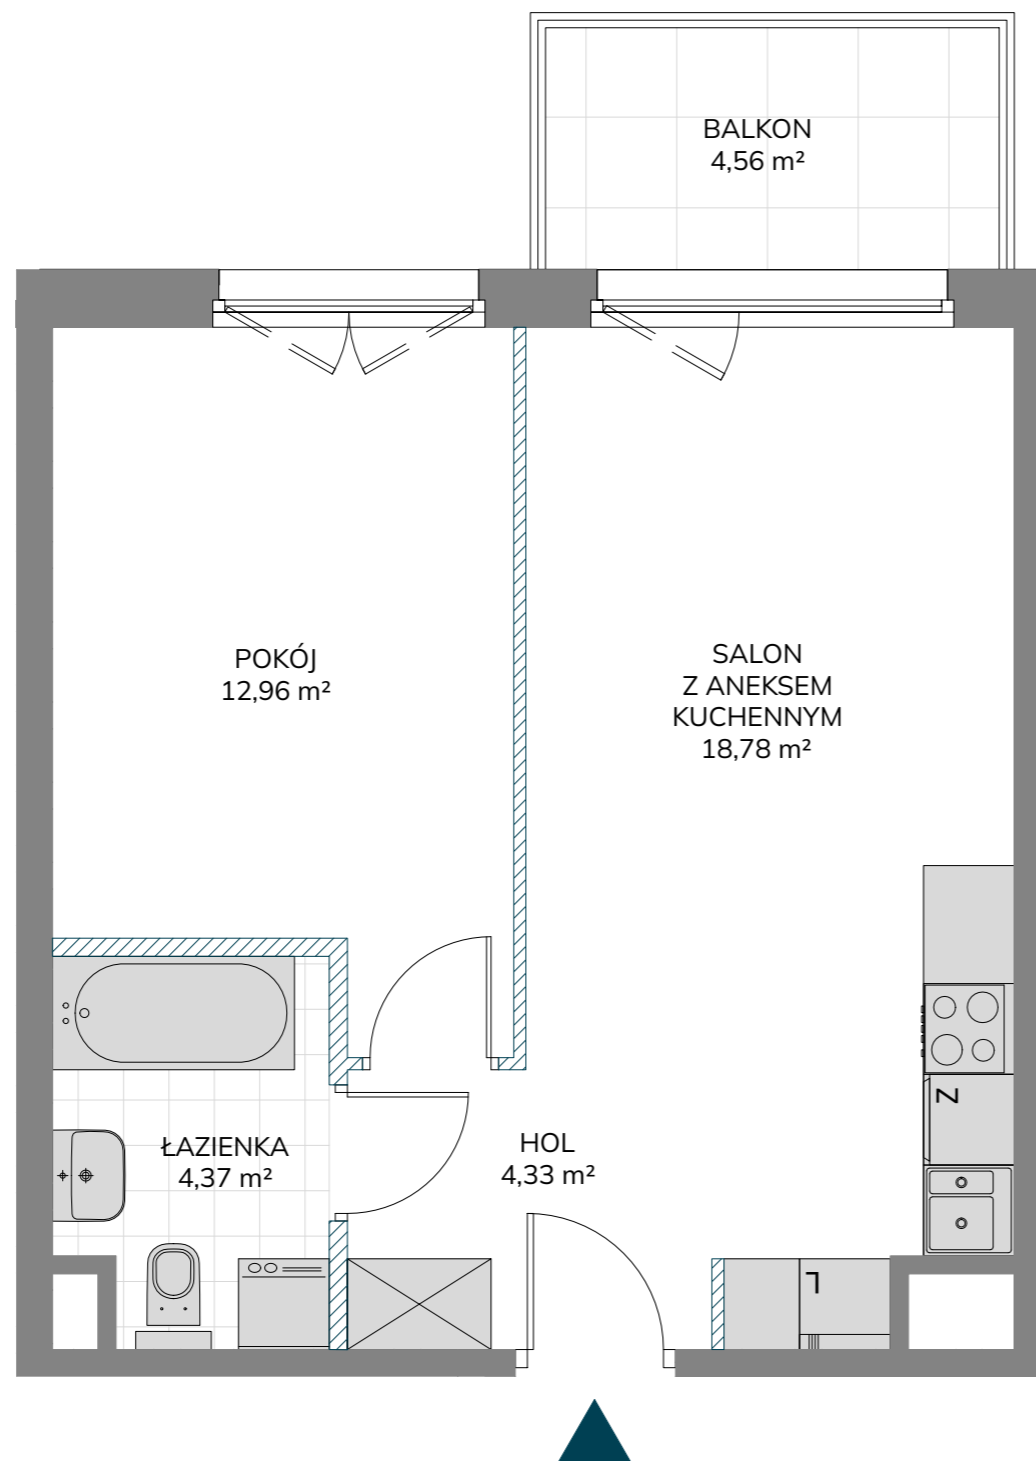 BALKON
4,56 m²
POKÓJ
12,96 m²
SALON
Z ANEKSEM
KUCHENNYM
18,78 m²
Z
ŁAZIENKA
4,37 m²
HOL
4,33 m²
L